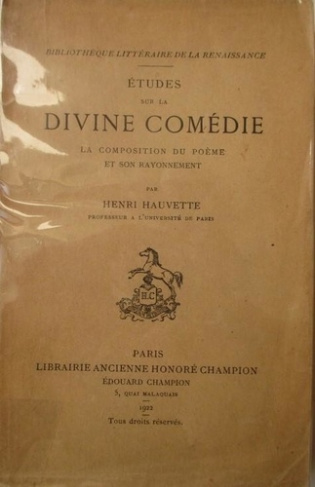 BIBLIOTHÈQUE LITTÉRAIRE DE LA RENAISSANCE
ÉTUDES
SUR LA
DIVINE COMÉDIE
LA COMPOSITION DU POÈME
ET SON RAYONNEMENT
PAR
HENRI HAUVETTE
PROFESSEUR A L'UNIVERSITÉ DE PARIS
H.C
PARIS
LIBRAIRIE ANCIENNE HONORÉ CHAMPION
ÉDOUARD CHAMPION
5, QUAI MALAQUAIS
1922
Tous droits réservés.